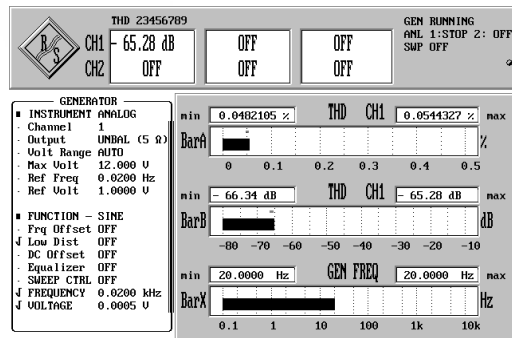 THD 23456789
R S
CH1 - 65.28 dB OFF OFF
CH2 OFF OFF OFF
GEN RUNNING
ANL 1:STOP 2: OFF
SWP OFF
GENERATOR
INSTRUMENT ANALOG
Channel 1
Output UNBAL (5 Ω)
Volt Range AUTO
Max Volt 12.000 V
Ref Freq 0.0200 Hz
Ref Volt 1.0000 V
FUNCTION - SINE
Frq Offset OFF
Low Dist OFF
DC Offset OFF
Equalizer OFF
SWEEP CTRL OFF
FREQUENCY 0.0200 kHz
VOLTAGE 0.0005 V
min 0.0482105 % THD CH1 0.0544327 % max
BarA %
0 0.1 0.2 0.3 0.4 0.5
min - 66.34 dB THD CH1 - 65.28 dB max
BarB dB
-80 -70 -60 -50 -40 -30 -20 -10
min 20.0000 Hz GEN FREQ 20.0000 Hz max
BarX Hz
0.1 1 10 100 1k 10k